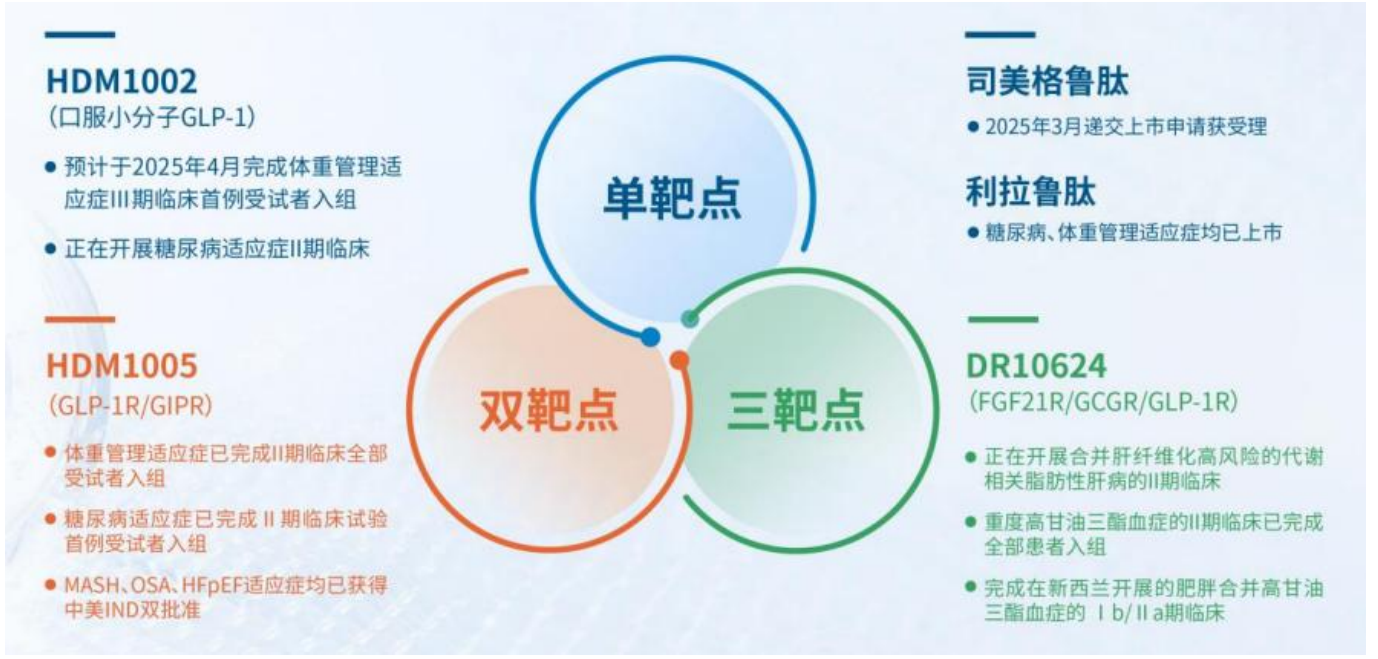 HDM1002
（口服小分子GLP-1）
● 预计于2025年4月完成体重管理适
应症III期临床首例受试者入组
● 正在开展糖尿病适应症II期临床
单靶点
司美格鲁肽
● 2025年3月递交上市申请获受理
利拉鲁肽
● 糖尿病、体重管理适应症均已上市
HDM1005
（GLP-1R/GIPR）
● 体重管理适应症已完成II期临床全部
受试者入组
● 糖尿病适应症已完成 II 期临床试验
首例受试者入组
● MASH、OSA、HFpEF适应症均已获得
中美IND双批准
双靶点
三靶点
DR10624
（FGF21R/GCGR/GLP-1R）
● 正在开展合并肝纤维化高风险的代谢
相关脂肪性肝病的II期临床
● 重度高甘油三酯血症的II期临床已完成
全部患者入组
● 完成在新西兰开展的肥胖合并高甘油
三酯血症的 Ⅰb/Ⅱa期临床